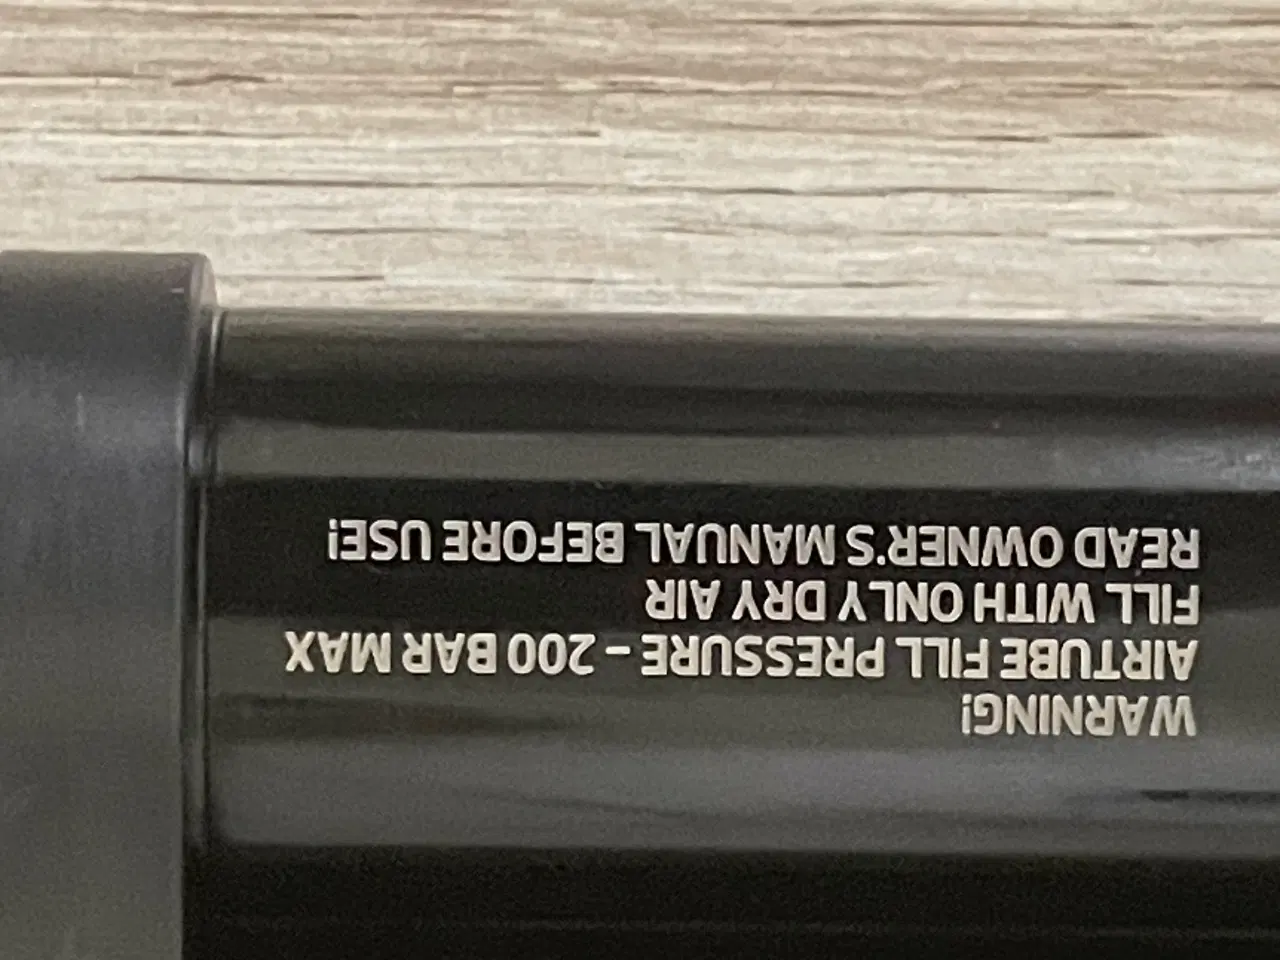 WARNING!
AIRTUBE FILL PRESSURE – 200 BAR MAX
FILL WITH ONLY DRY AIR
READ OWNER'S MANUAL BEFORE USE!